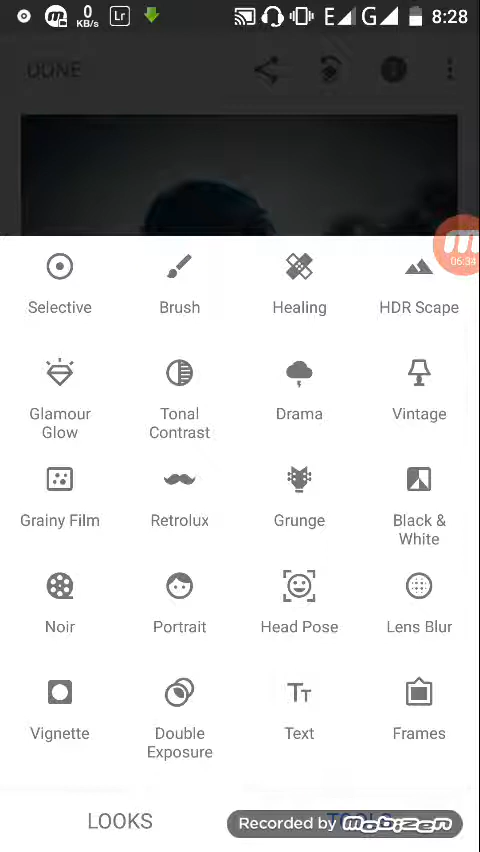 0 KB/s Lr E G 8:28
DONE
06:34
Selective Brush Healing HDR Scape
Glamour Glow Tonal Contrast Drama Vintage
Grainy Film Retrolux Grunge Black & White
Noir Portrait Head Pose Lens Blur
Tт
Vignette Double Exposure Text Frames
LOOKS TOOLS
Recorded by mobizen